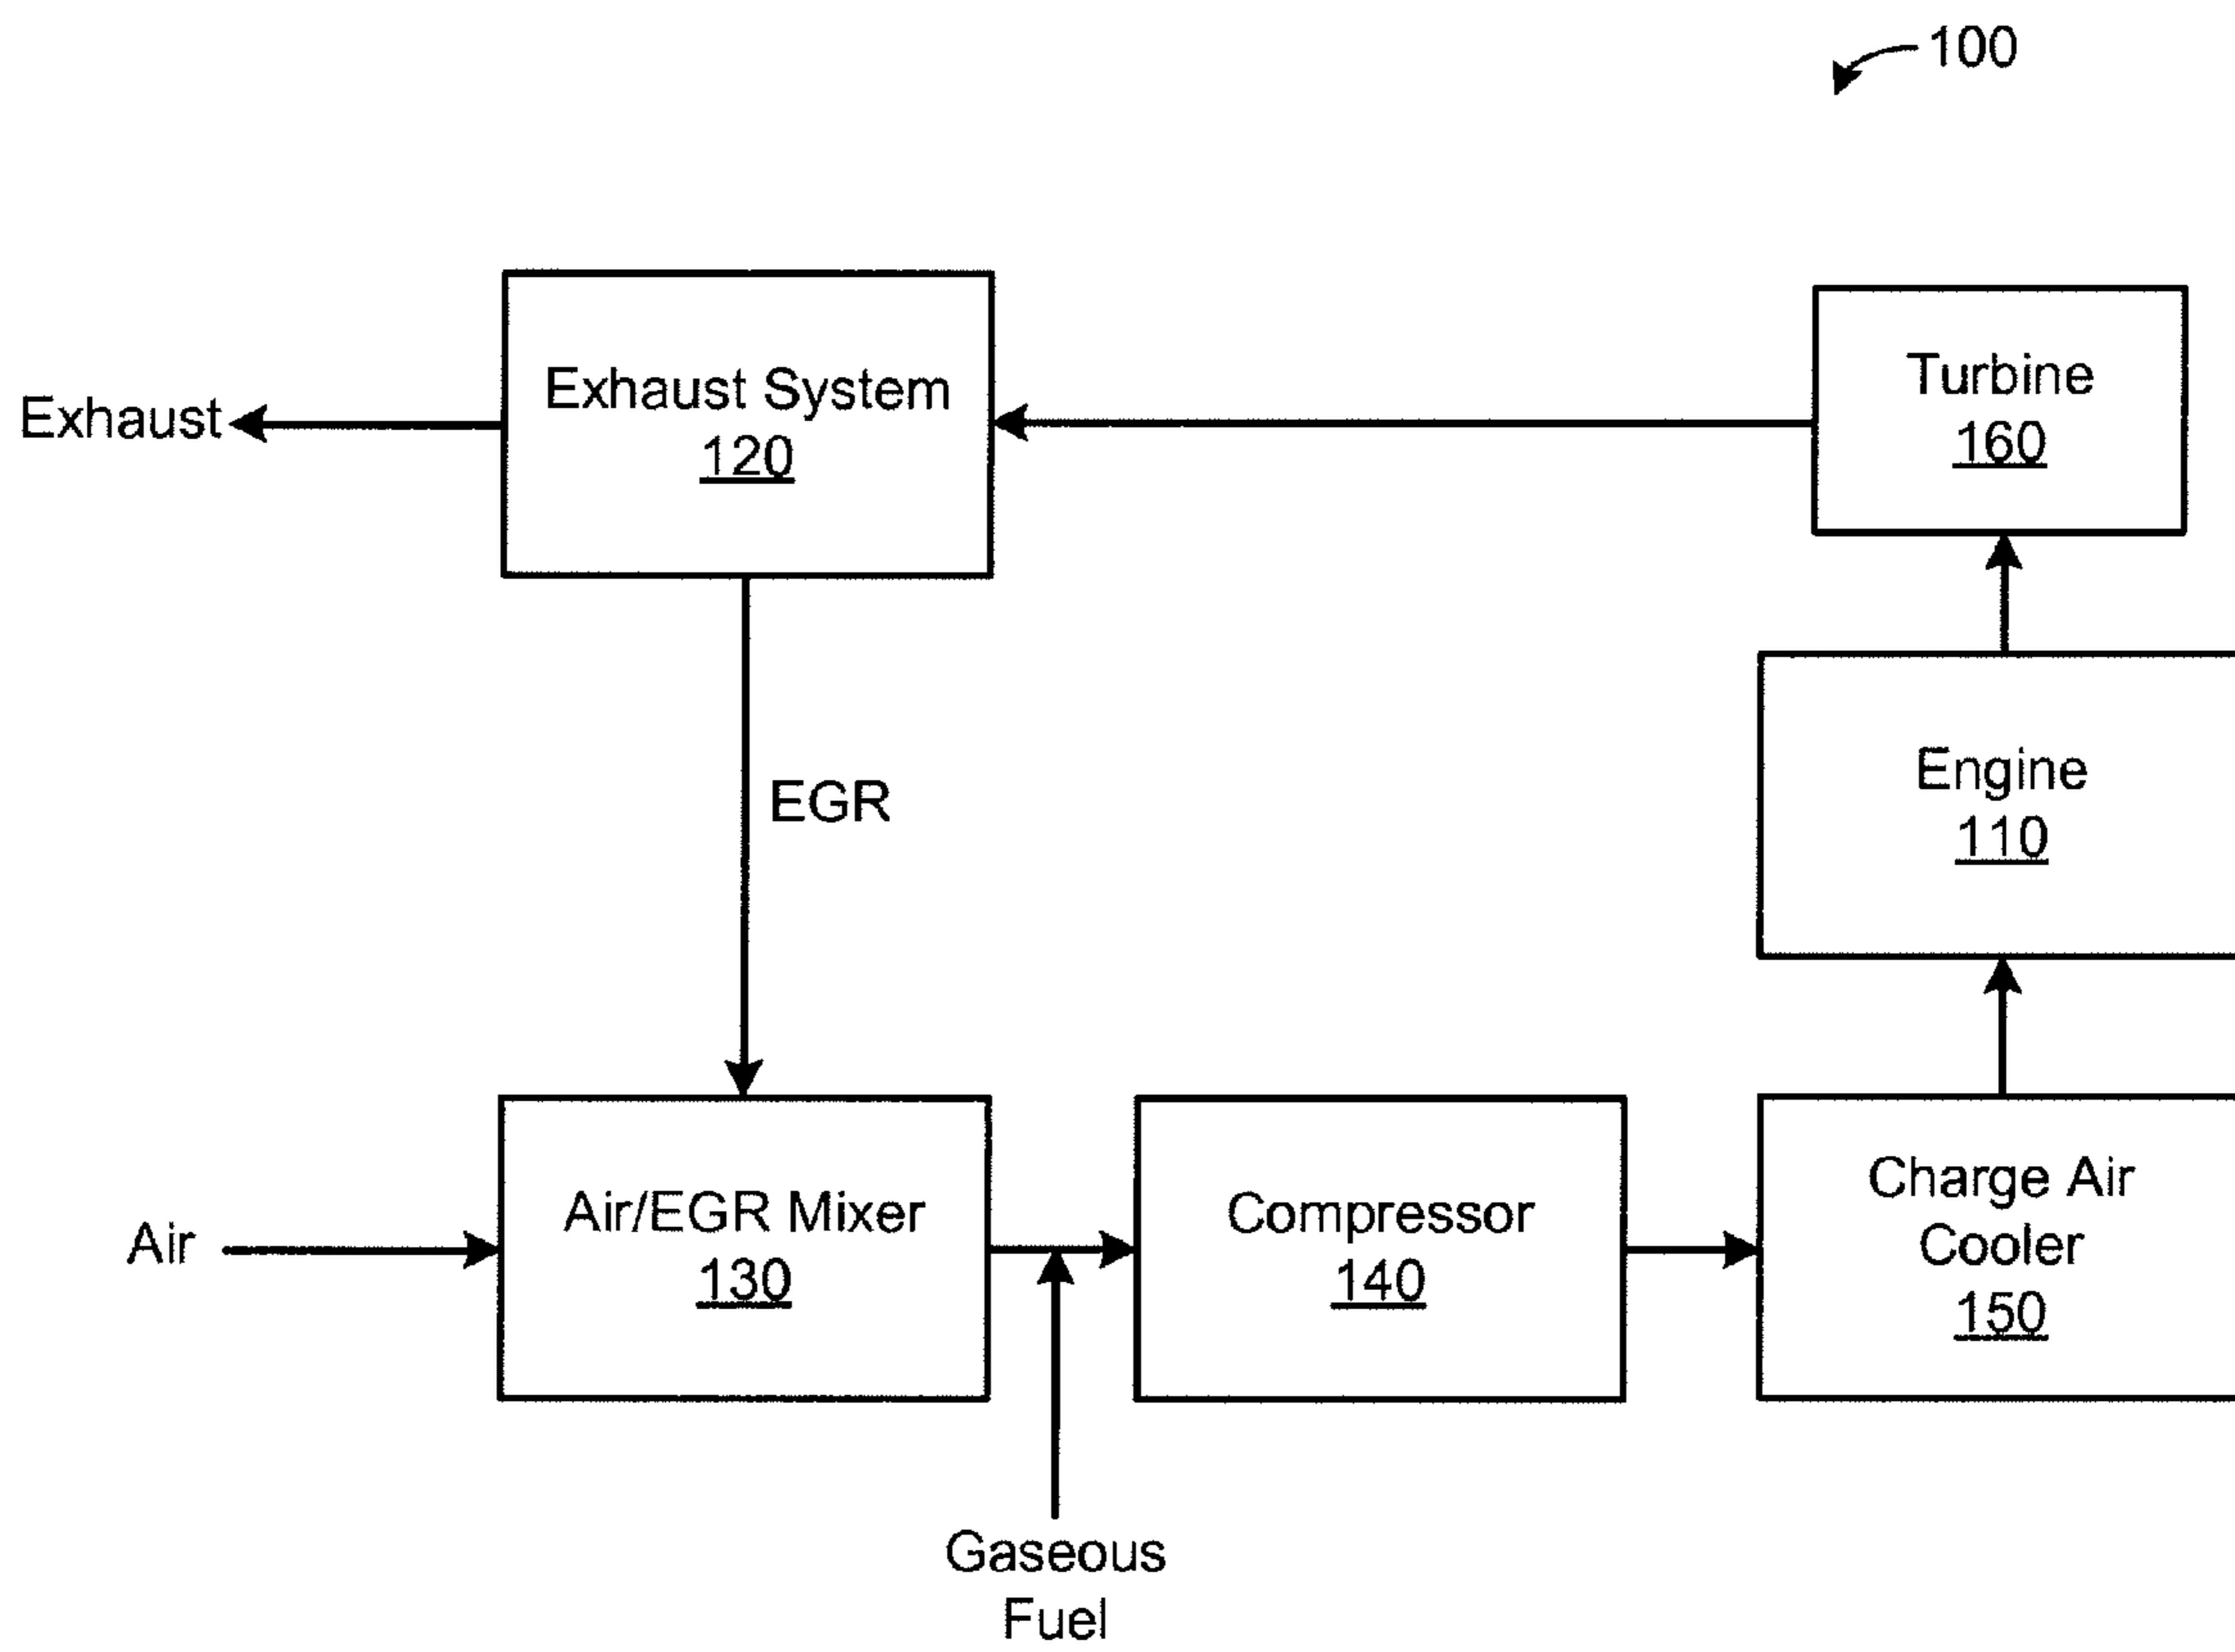 100
Exhaust System
120
Turbine
160
Exhaust
Engine
110
EGR
Air/EGR Mixer
130
Compressor
140
Charge Air
Cooler
150
Air
Gaseous
Fuel